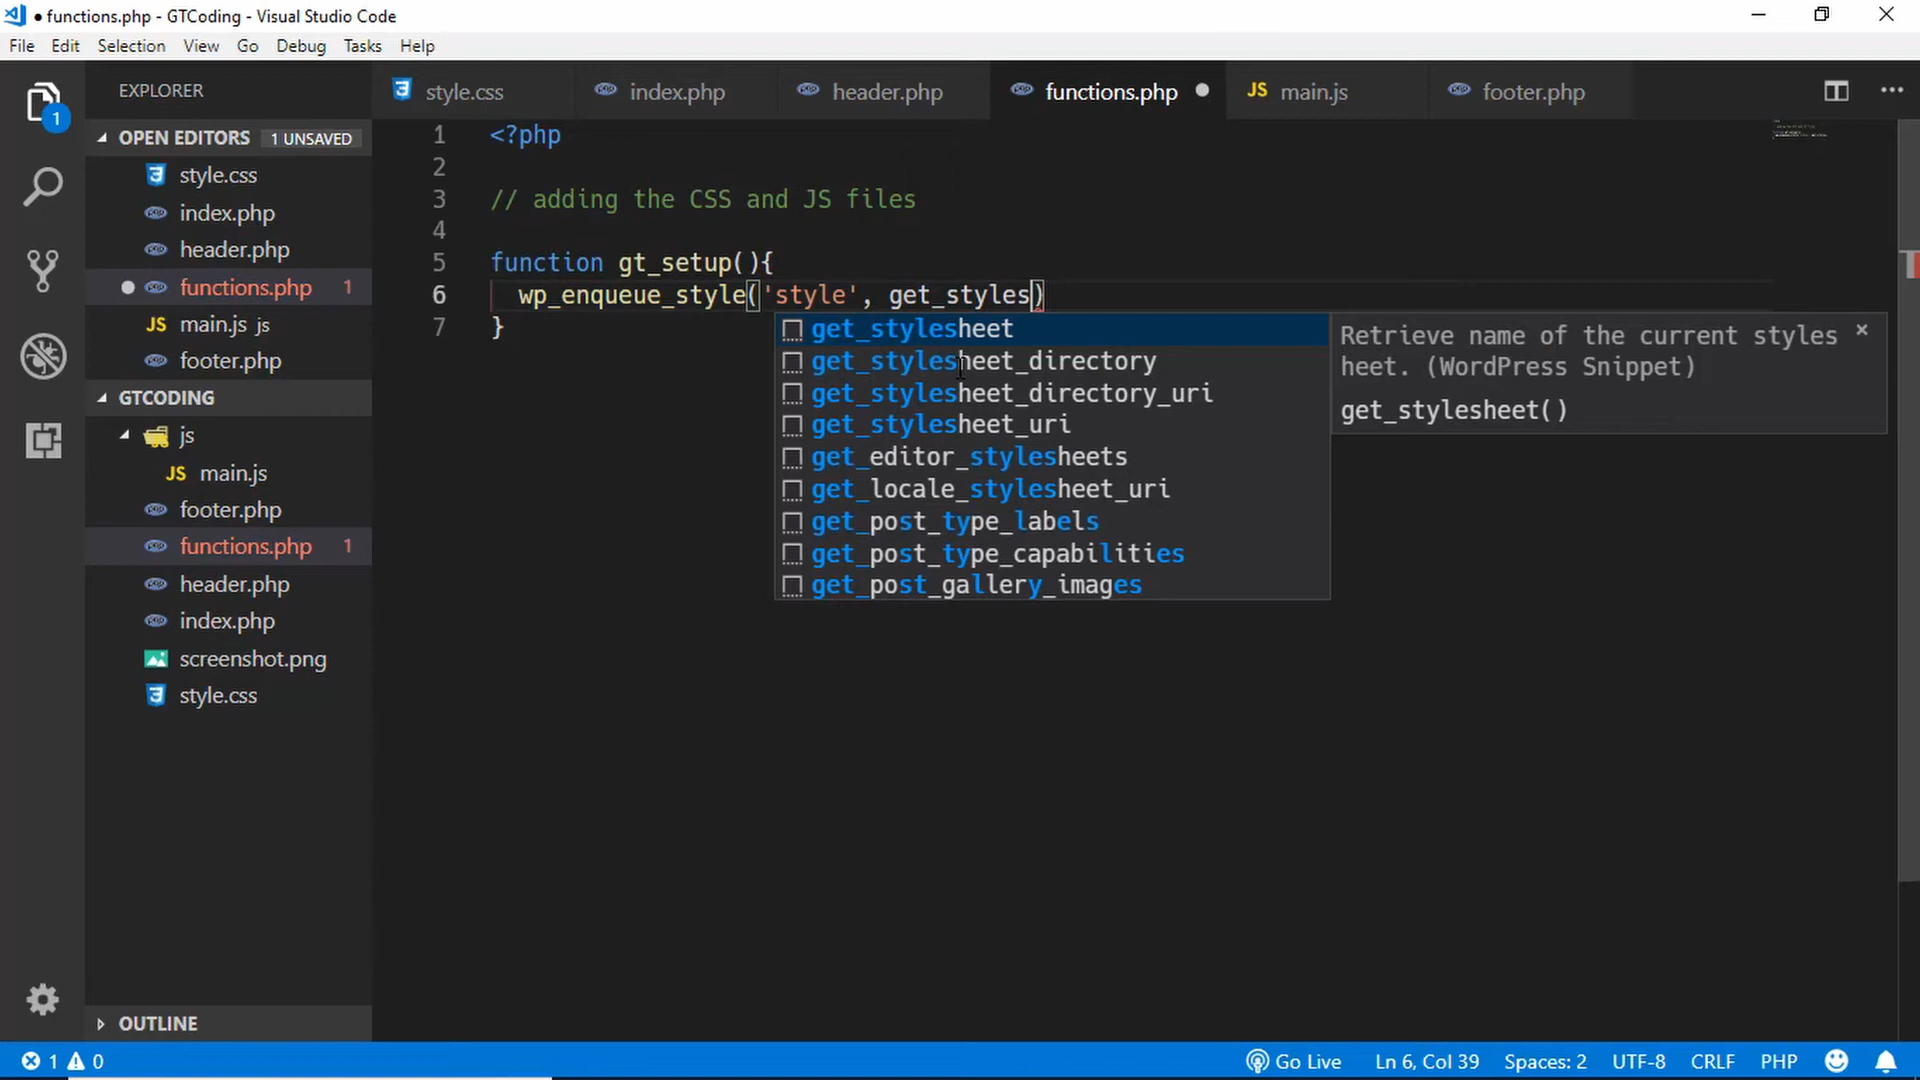 functions.php - GTCoding - Visual Studio Code
File Edit Selection View Go Debug Tasks Help
1
EXPLORER
OPEN EDITORS 1 UNSAVED
style.css
index.php
header.php
functions.php 1
main.js js
footer.php
GTCODING
js
JS main.js
footer.php
functions.php 1
header.php
index.php
screenshot.png
style.css
OUTLINE
style.css index.php header.php functions.php JS main.js footer.php
1 <?php
2
3 // adding the CSS and JS files
4
5 function gt_setup(){
6 wp_enqueue_style('style', get_styles)
7 }
get_stylesheet
get_stylesheet_directory
get_stylesheet_directory_uri
get_stylesheet_uri
get_editor_stylesheets
get_locale_stylesheet_uri
get_post_type_labels
get_post_type_capabilities
get_post_gallery_images
Retrieve name of the current styles
heet. (WordPress Snippet)
get_stylesheet()
1 0 Go Live Ln 6, Col 39 Spaces: 2 UTF-8 CRLF PHP